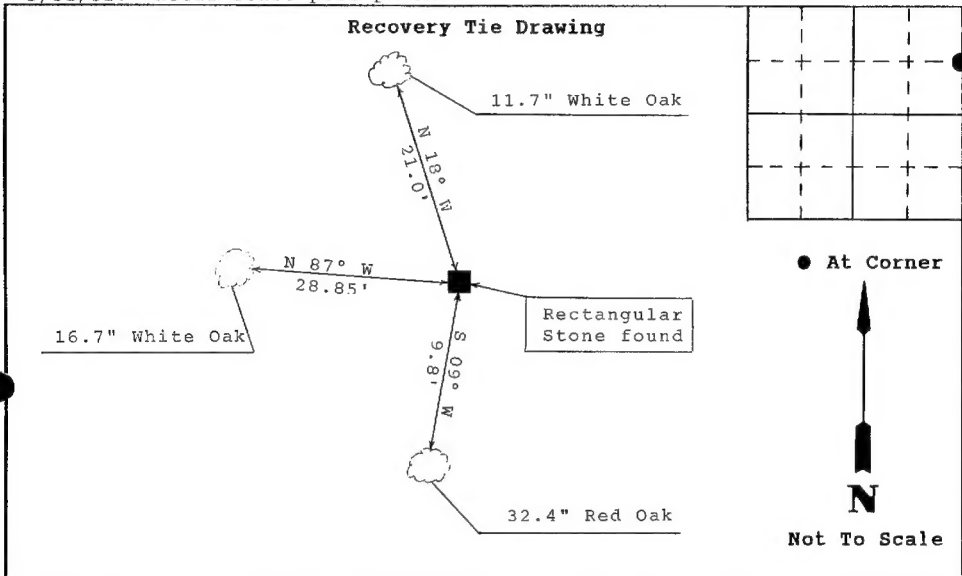 Recovery Tie Drawing
11.7" White Oak
N 18° W
21.0'
● At Corner
N 87° W
28.85'
Rectangular
Stone found
16.7" White Oak
S 09° W
9.8'
32.4" Red Oak
N
Not To Scale